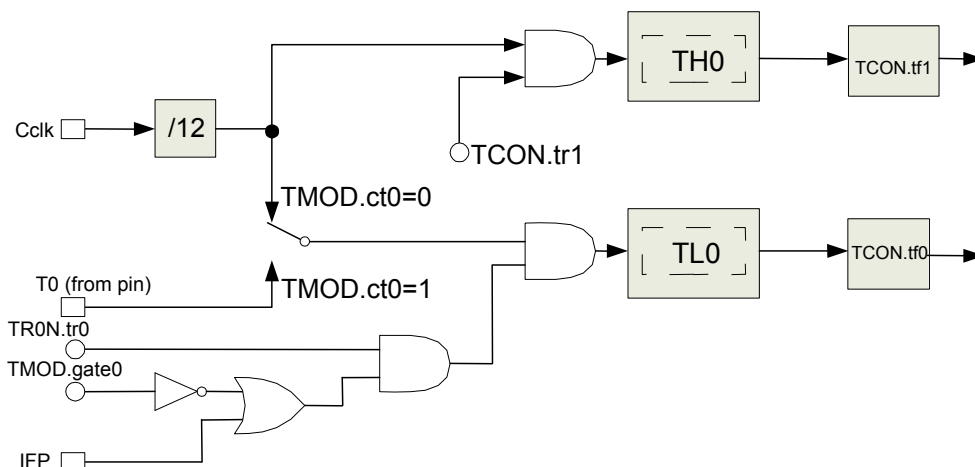 TH0
TCON.tf1
Cclk
/12
TCON.tr1
TMOD.ct0=0
TL0
TCON.tf0
T0 (from pin)
TMOD.ct0=1
TR0N.tr0
TMOD.gate0
IFP